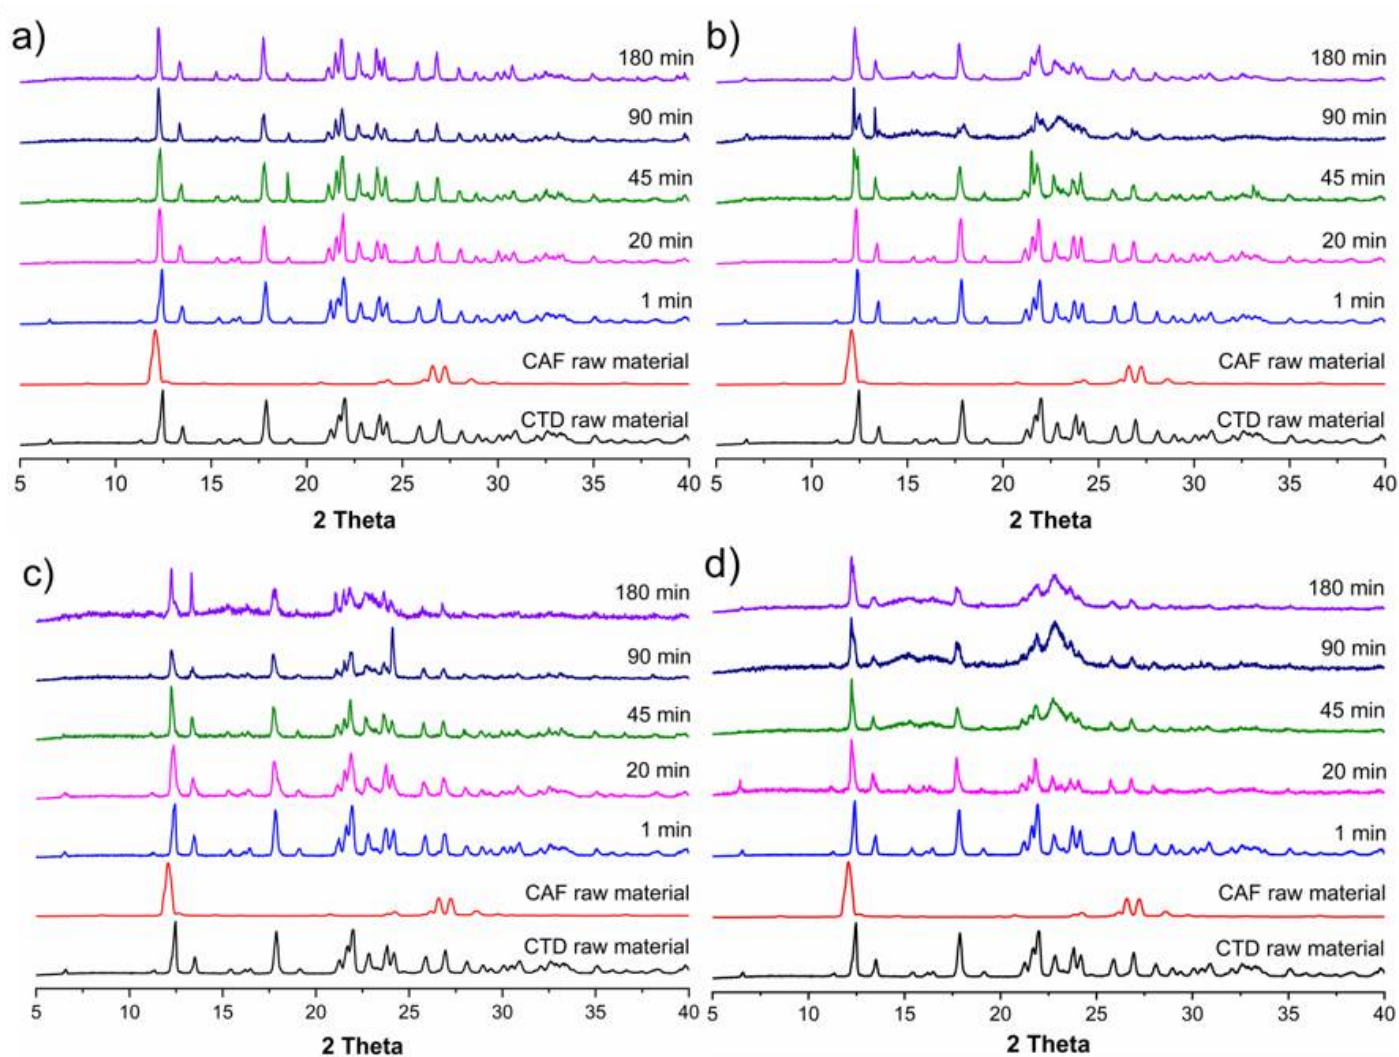 a)
180 min
90 min
45 min
20 min
1 min
CAF raw material
CTD raw material
5 10 15 20 25 30 35 40
2 Theta
b)
180 min
90 min
45 min
20 min
1 min
CAF raw material
CTD raw material
5 10 15 20 25 30 35 40
2 Theta
c)
180 min
90 min
45 min
20 min
1 min
CAF raw material
CTD raw material
5 10 15 20 25 30 35 40
2 Theta
d)
180 min
90 min
45 min
20 min
1 min
CAF raw material
CTD raw material
5 10 15 20 25 30 35 40
2 Theta